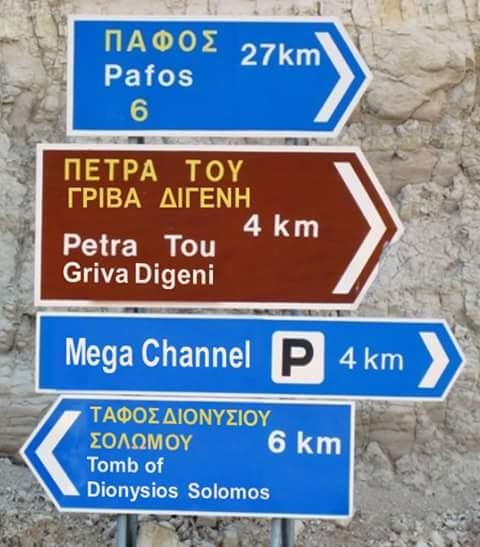 ΠΑΦΟΣ 27km
Pafos
6
ΠΕΤΡΑ ΤΟΥ
ΓΡΙΒΑ ΔΙΓΕΝΗ
4 km
Petra Tou
Griva Digeni
Mega Channel P 4 km
ΤΑΦΟΣ ΔΙΟΝΥΣΙΟΥ
ΣΟΛΩΜΟΥ 6 km
Tomb of
Dionysios Solomos